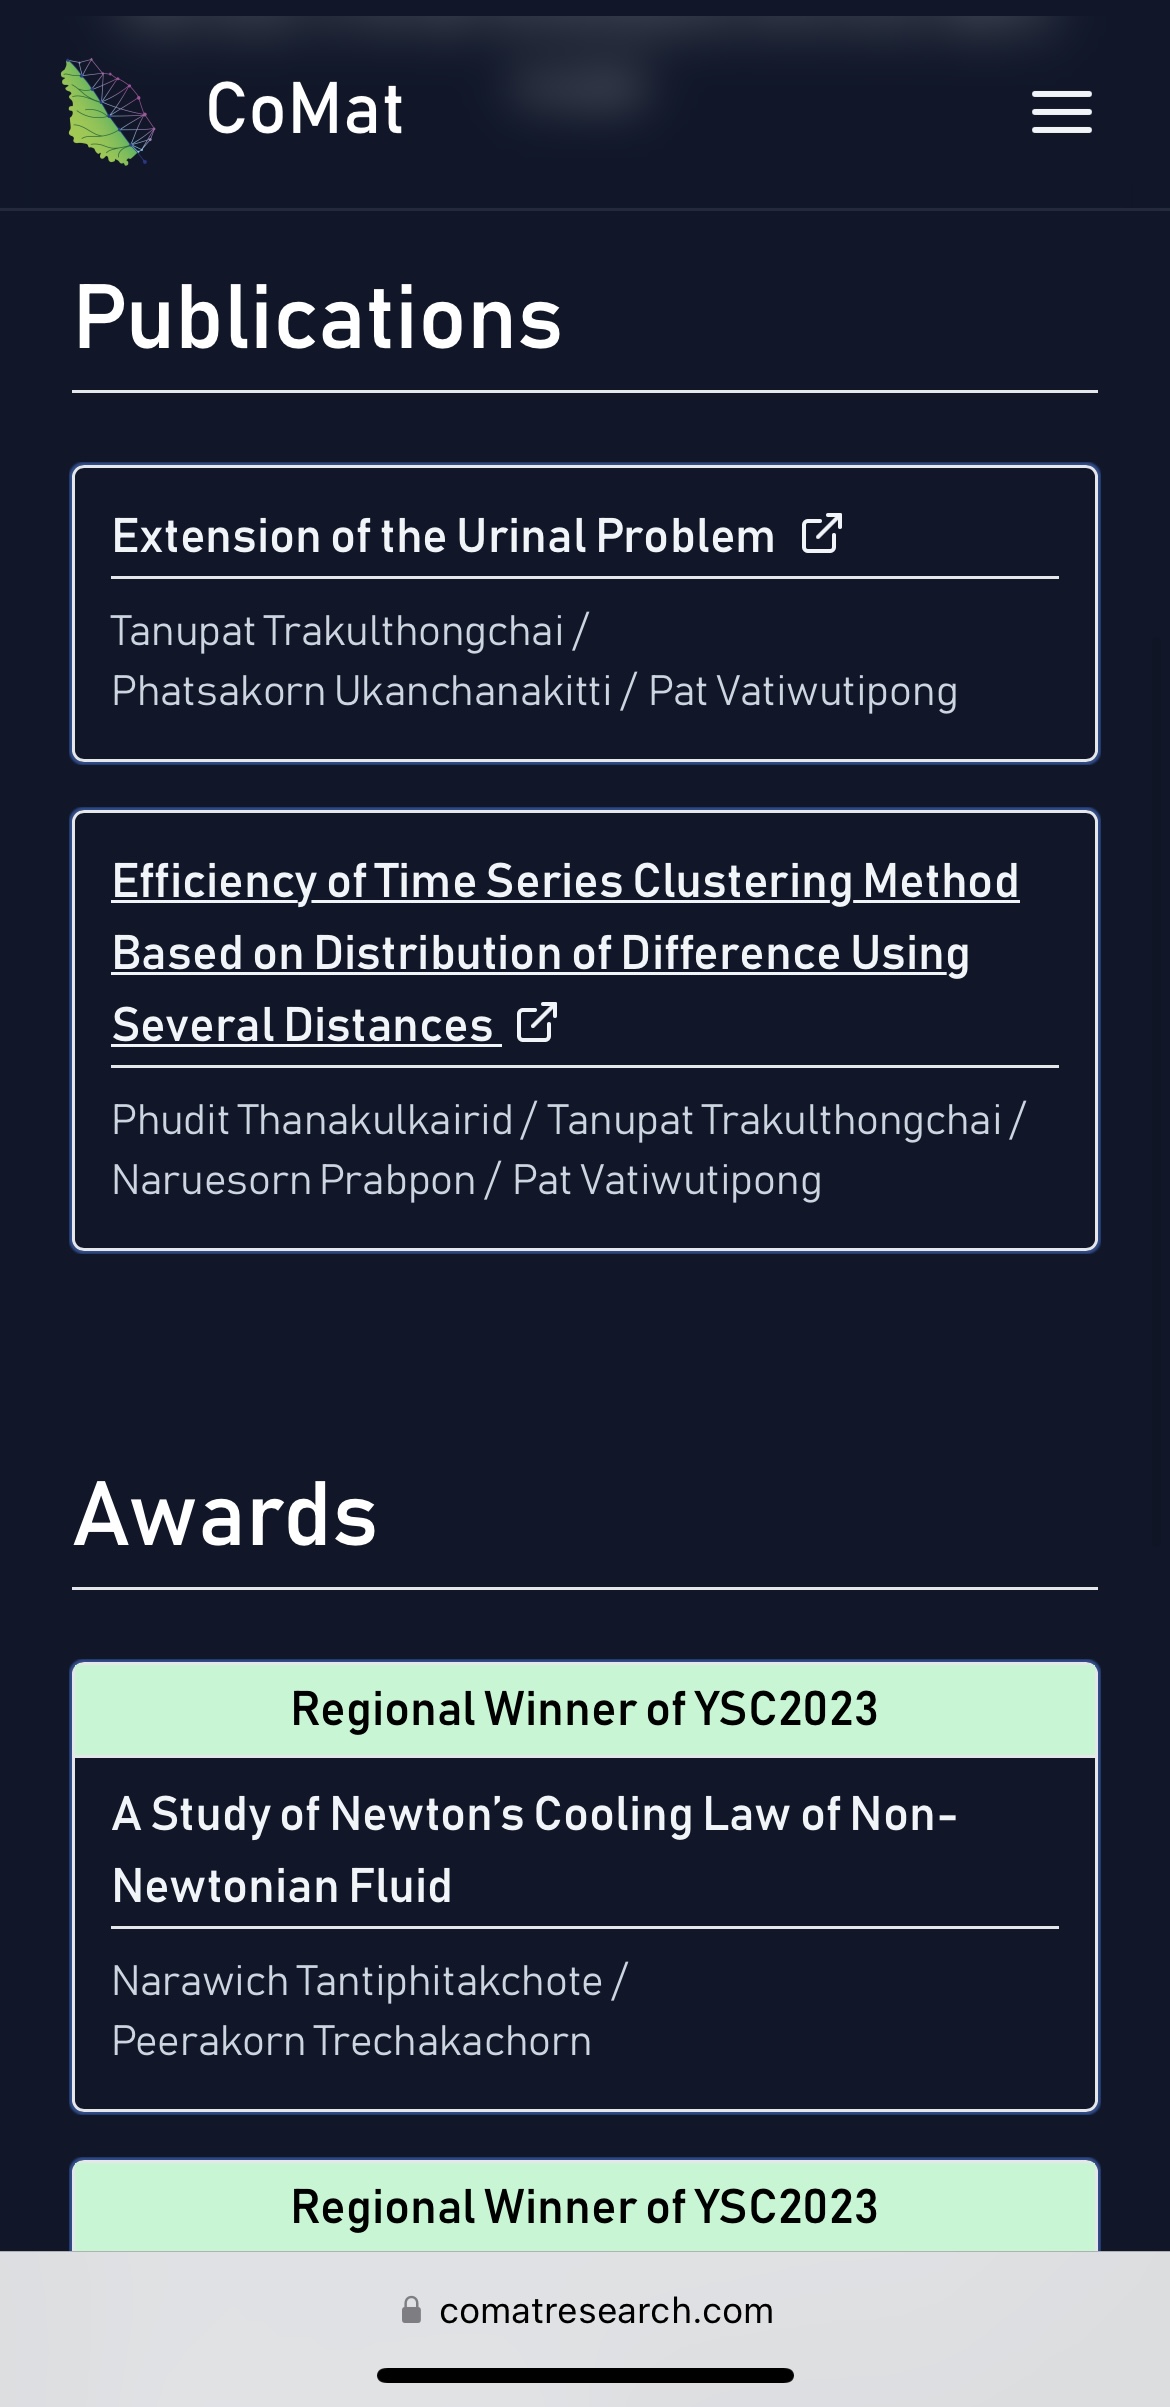 CoMat
Publications
Extension of the Urinal Problem
Tanupat Trakulthongchai /
Phatsakorn Ukanchanakitti / Pat Vatiwutipong
Efficiency of Time Series Clustering Method
Based on Distribution of Difference Using
Several Distances
Phudit Thanakulkairid / Tanupat Trakulthongchai /
Naruesorn Prabpon / Pat Vatiwutipong
Awards
Regional Winner of YSC2023
A Study of Newton’s Cooling Law of Non-
Newtonian Fluid
Narawich Tantiphitakchote /
Peerakorn Trechakachorn
Regional Winner of YSC2023
comatresearch.com